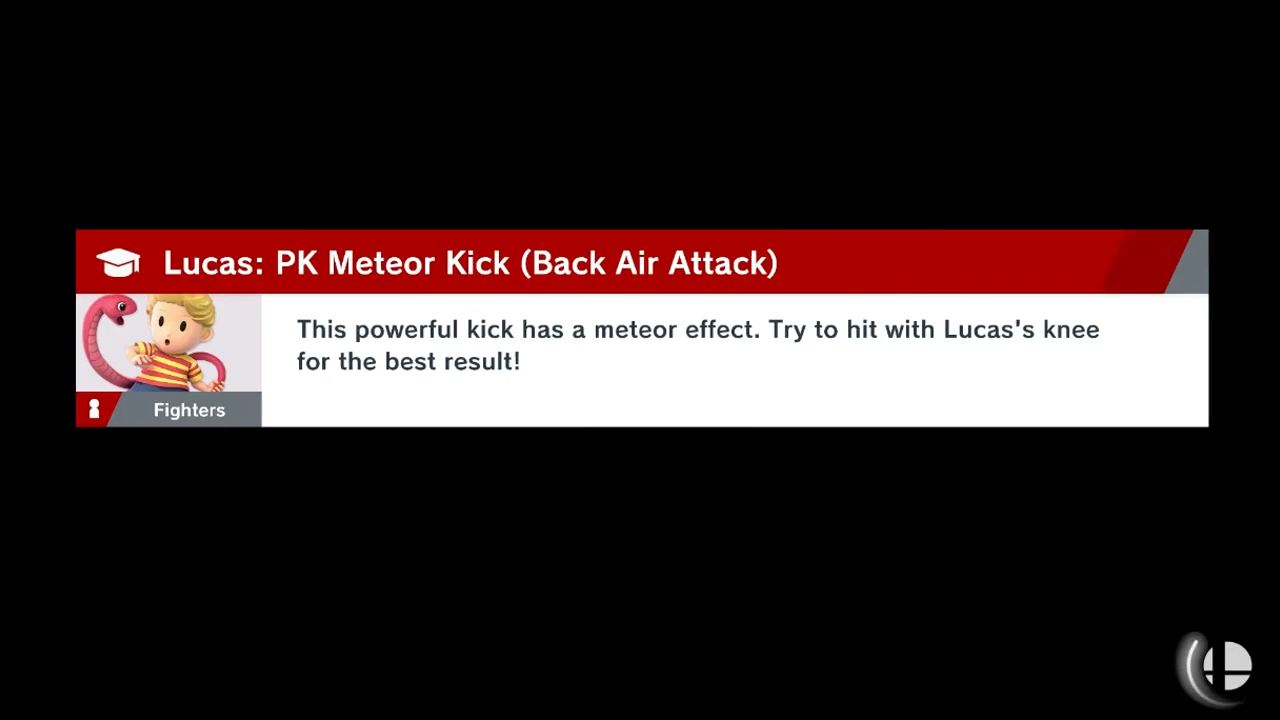 Lucas: PK Meteor Kick (Back Air Attack)
This powerful kick has a meteor effect. Try to hit with Lucas's knee
for the best result!
Fighters